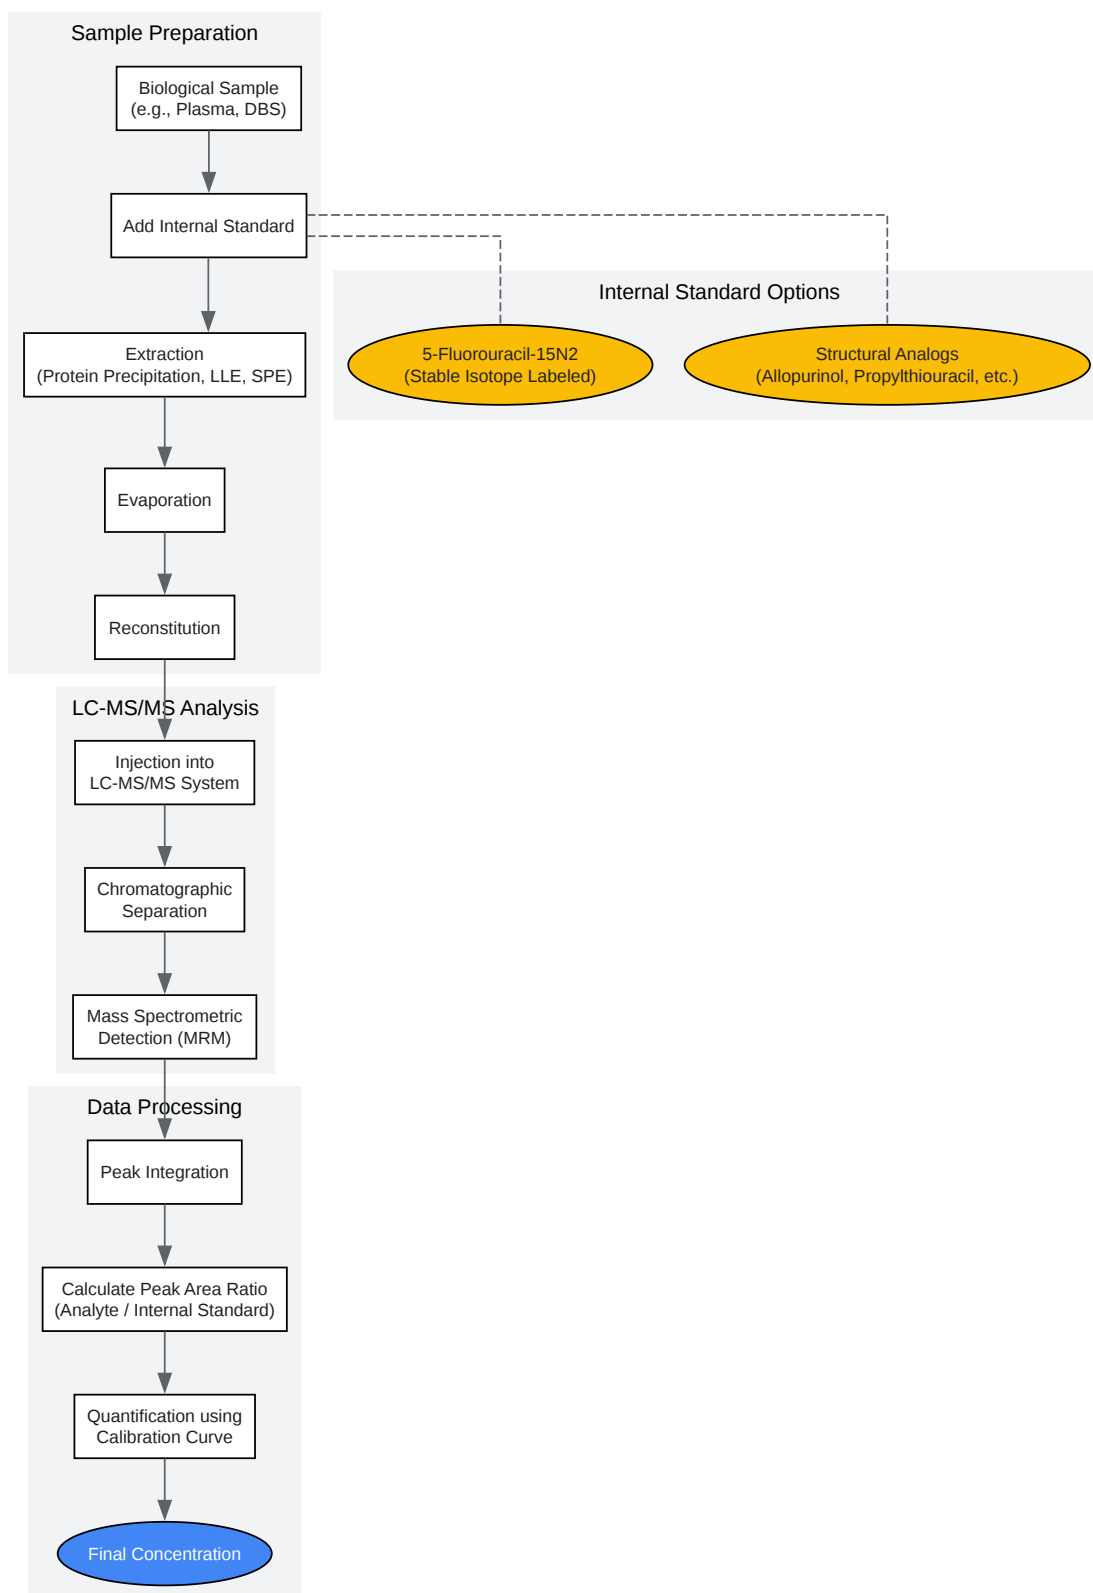 Sample Preparation
Biological Sample
(e.g., Plasma, DBS)
Add Internal Standard
Internal Standard Options
5-Fluorouracil-15N2
(Stable Isotope Labeled)
Structural Analogs
(Allopurinol, Propylthiouracil, etc.)
Extraction
(Protein Precipitation, LLE, SPE)
Evaporation
Reconstitution
LC-MS/MS Analysis
Injection into
LC-MS/MS System
Chromatographic
Separation
Mass Spectrometric
Detection (MRM)
Data Processing
Peak Integration
Calculate Peak Area Ratio
(Analyte / Internal Standard)
Quantification using
Calibration Curve
Final Concentration